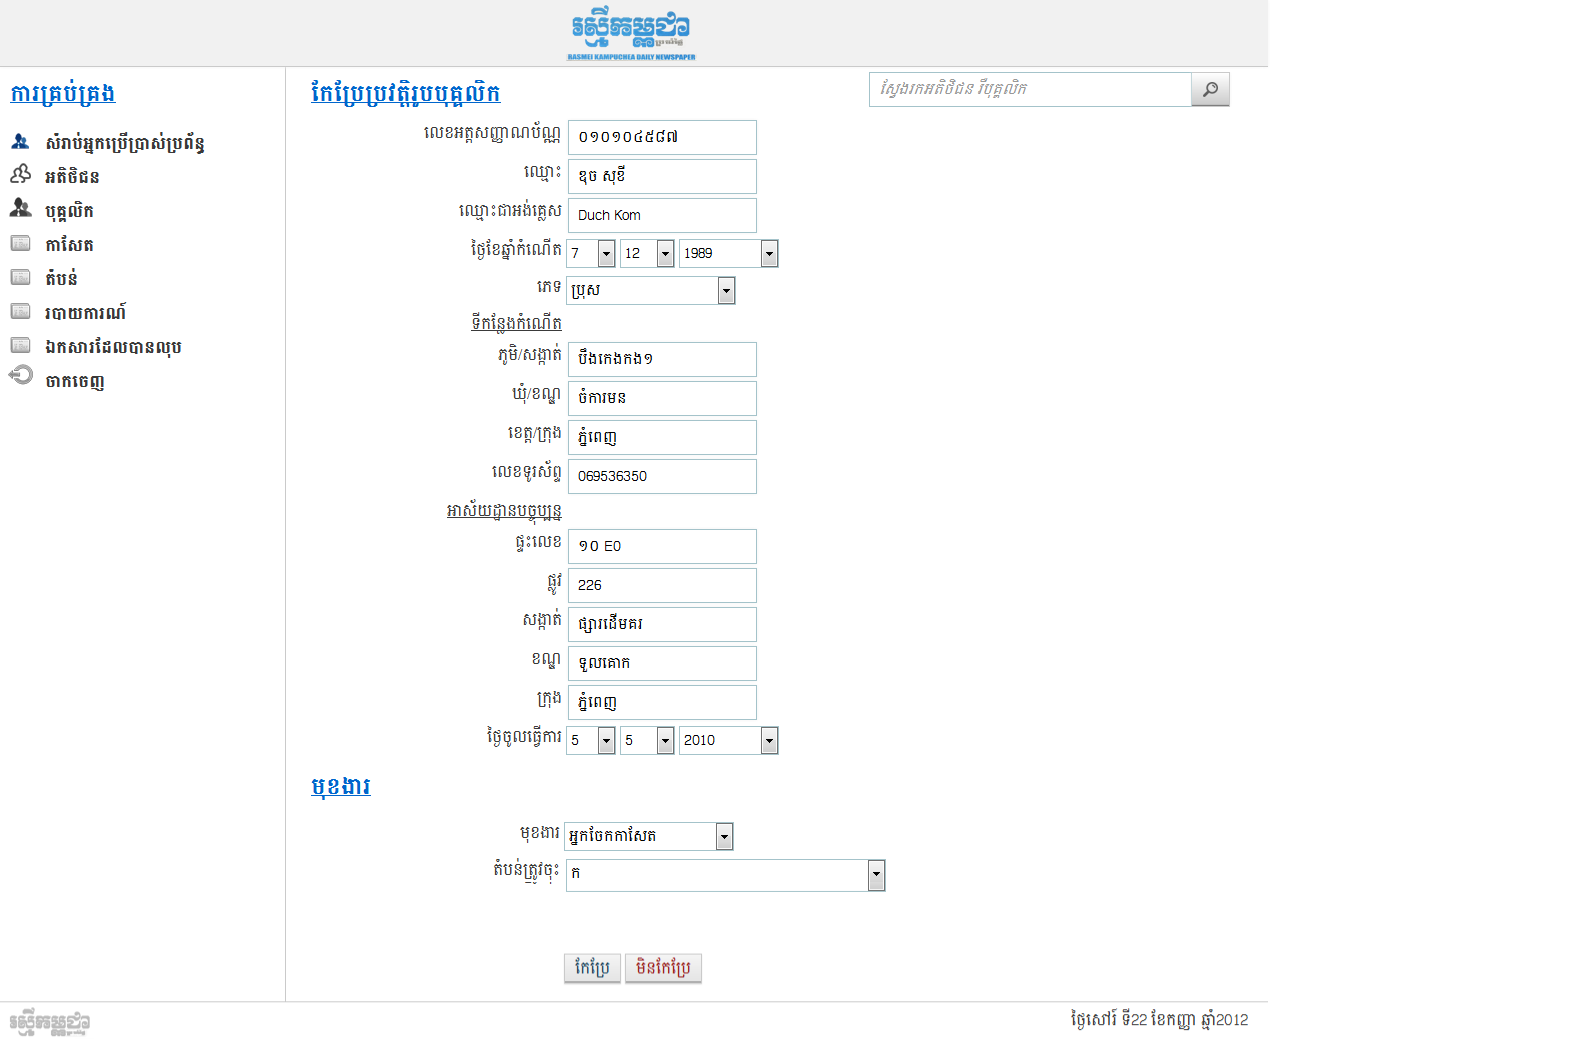 រស្មីកម្ពុជា
RASMEI KAMPUCHEA DAILY NEWSPAPER
ការគ្រប់គ្រង
សំរាប់អ្នកប្រើប្រាស់ប្រព័ន្ធ
អតិថិជន
បុគ្គលិក
កាសែត
តំបន់
របាយការណ៍
ឯកសារដែលបានលុប
ចាកចេញ
កែប្រែប្រវត្តិរូបបុគ្គលិក
ស្វែងរកអតិថិជន រឺបុគ្គលិក
លេខអត្តសញ្ញាណប័ណ្ណ ០១០១០៤៥៨៧
ឈ្មោះ ឌុច សុខី
ឈ្មោះជាអង់គ្លេស Duch Kom
ថ្ងៃខែឆ្នាំកំណើត 7 12 1989
ភេទ ប្រុស
ទីកន្លែងកំណើត
ភូមិ/សង្កាត់ បឹងកេងកង១
ឃុំ/ខណ្ឌ ចំការមន
ខេត្ត/ក្រុង ភ្នំពេញ
លេខទូរស័ព្ទ 069536350
អាស័យដ្ឋានបច្ចុប្បន្ន
ផ្ទះលេខ ១០ E0
ផ្លូវ 226
សង្កាត់ ផ្សារដើមគរ
ខណ្ឌ ទួលគោក
ក្រុង ភ្នំពេញ
ថ្ងៃចូលធ្វើការ 5 5 2010
មុខងារ
មុខងារ អ្នកចែកកាសែត
តំបន់ត្រូវចុះ ក
កែប្រែ មិនកែប្រែ
រស្មីកម្ពុជា
ថ្ងៃសៅរ៍ ទី22 ខែកញ្ញា ឆ្នាំ2012